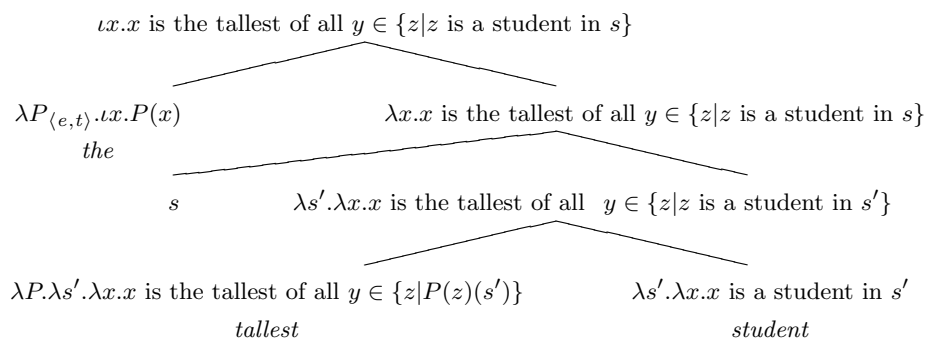 ιx.x is the tallest of all y ∈ {z|z is a student in s}
λP⟨e,t⟩.ιx.P(x) λx.x is the tallest of all y ∈ {z|z is a student in s}
the
s λs′.λx.x is the tallest of all y ∈ {z|z is a student in s′}
λP.λs′.λx.x is the tallest of all y ∈ {z|P(z)(s′)} λs′.λx.x is a student in s′
tallest student